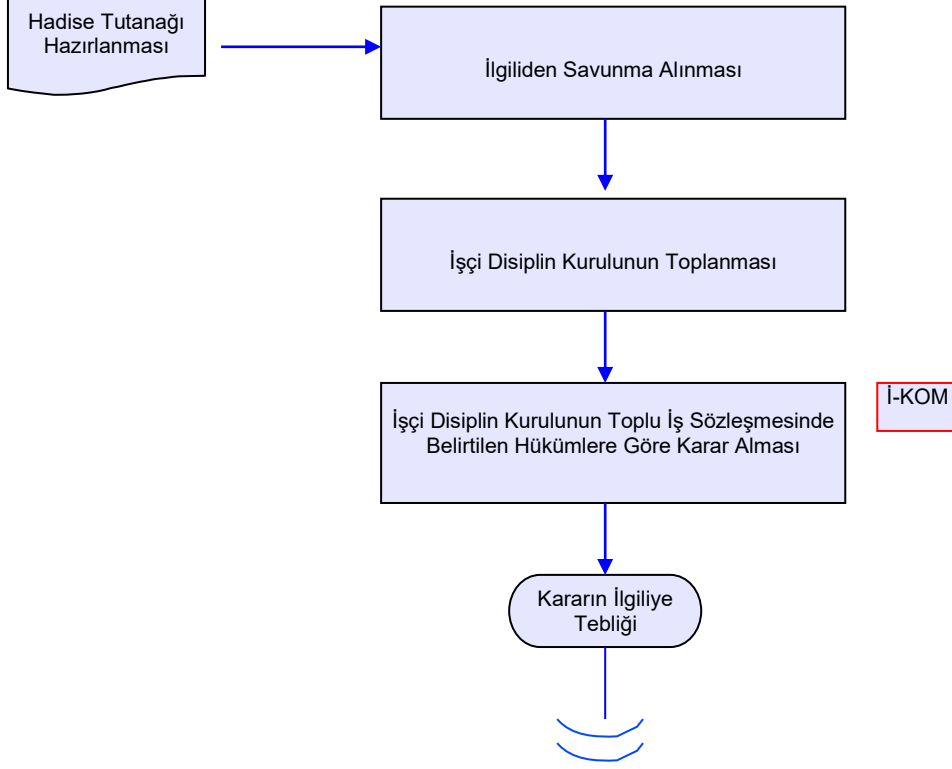 Hadise Tutanağı
Hazırlanması
İlgiliden Savunma Alınması
İşçi Disiplin Kurulunun Toplanması
İşçi Disiplin Kurulunun Toplu İş Sözleşmesinde
Belirtilen Hükümlere Göre Karar Alması
İ-KOM
Kararın İlgiliye
Tebliği